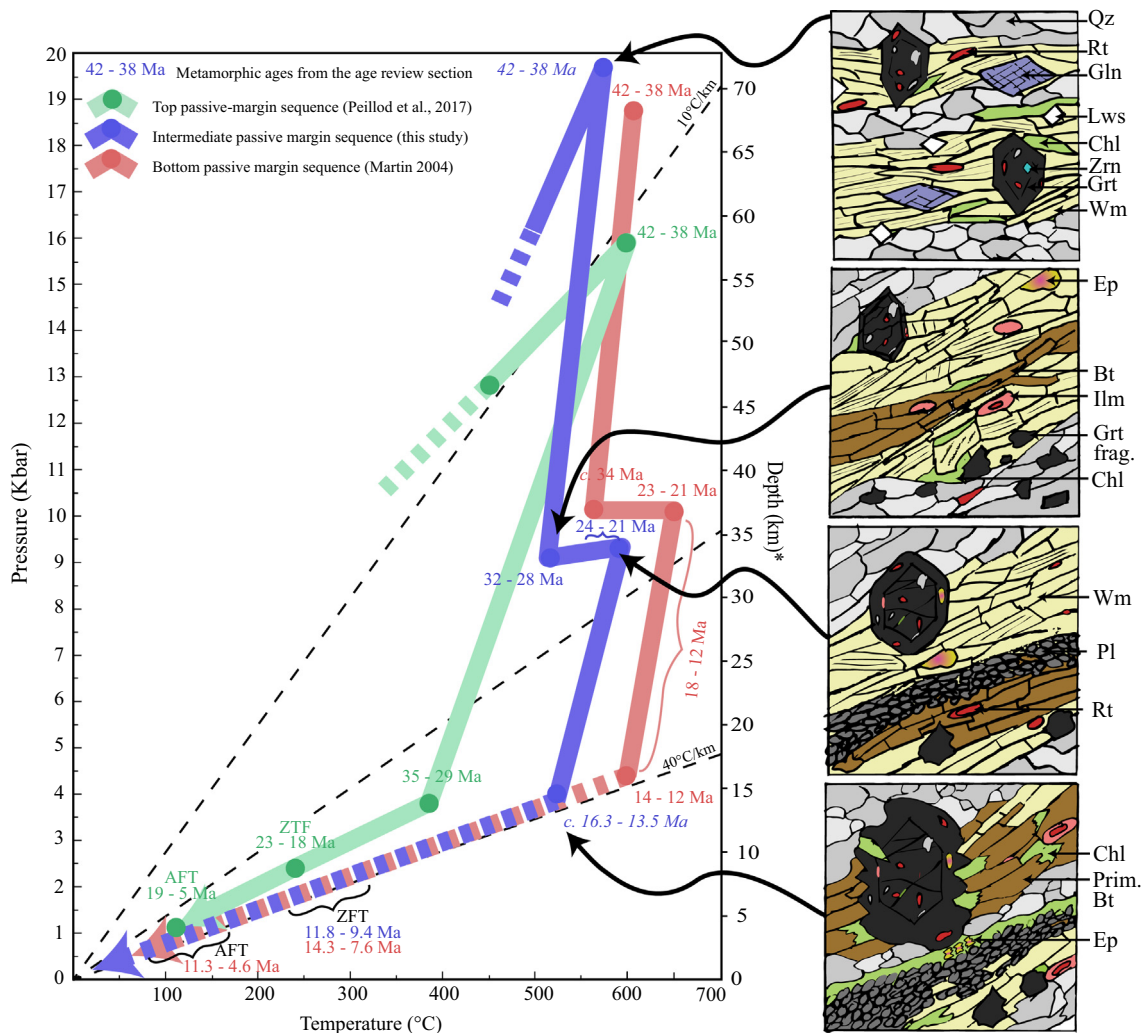 42 - 38 Ma Metamorphic ages from the age review section
Top passive-margin sequence (Peillod et al., 2017)
Intermediate passive margin sequence (this study)
Bottom passive margin sequence (Martin 2004)
Pressure (Kbar)
20
19
18
17
16
15
14
13
12
11
10
9
8
7
6
5
4
3
2
1
0
42 - 38 Ma
42 - 38 Ma
10°C/km
42 - 38 Ma
c. 34 Ma
23 - 21 Ma
24 - 21 Ma
32 - 28 Ma
18 - 12 Ma
35 - 29 Ma
40°C/km
14 - 12 Ma
c. 16.3 - 13.5 Ma
ZTF
23 - 18 Ma
AFT
19 - 5 Ma
ZFT
11.8 - 9.4 Ma
14.3 - 7.6 Ma
AFT
11.3 - 4.6 Ma
100
200
300
400
500
600
700
Temperature (°C)
Depth (km)*
70
65
60
55
50
45
40
35
30
25
20
15
10
5
0
Qz
Rt
Gln
Lws
Chl
Zrn
Grt
Wm
Ep
Bt
Ilm
Grt
frag.
Chl
Wm
Pl
Rt
Chl
Prim.
Bt
Ep